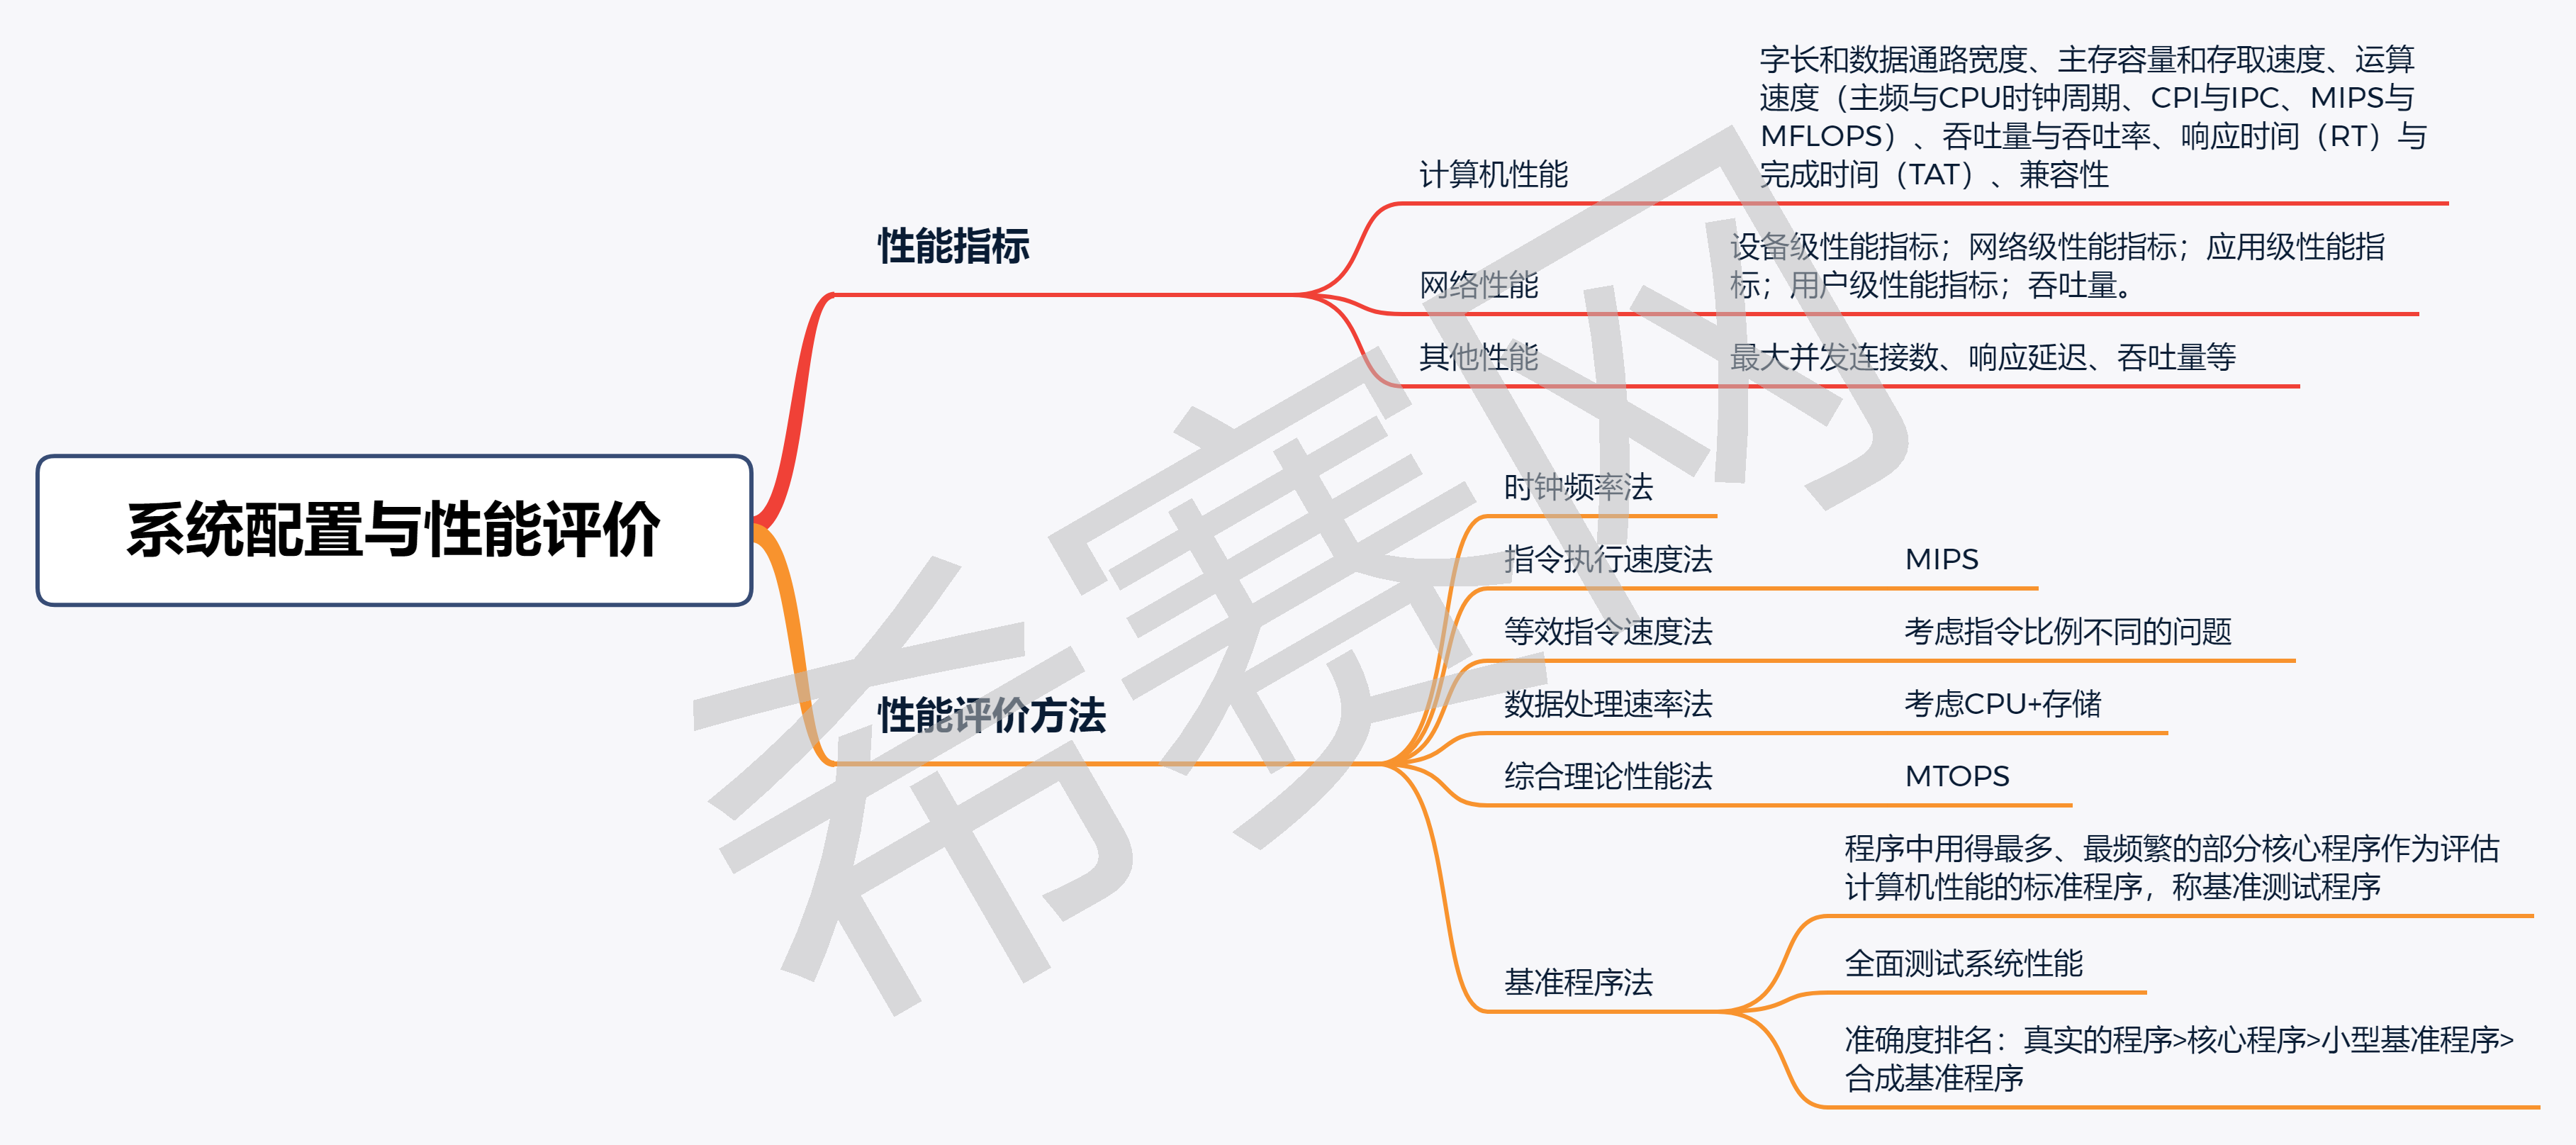 系统配置与性能评价
性能指标
计算机性能
字长和数据通路宽度、主存容量和存取速度、运算
速度（主频与CPU时钟周期、CPI与IPC、MIPS与
MFLOPS）、吞吐量与吞吐率、响应时间（RT）与
完成时间（TAT）、兼容性
网络性能
设备级性能指标；网络级性能指标；应用级性能指
标；用户级性能指标；吞吐量。
其他性能
最大并发连接数、响应延迟、吞吐量等
性能评价方法
时钟频率法
指令执行速度法
MIPS
等效指令速度法
考虑指令比例不同的问题
数据处理速率法
考虑CPU+存储
综合理论性能法
MTOPS
基准程序法
程序中用得最多、最频繁的部分核心程序作为评估
计算机性能的标准程序，称基准测试程序
全面测试系统性能
准确度排名：真实的程序>核心程序>小型基准程序>
合成基准程序
希赛网